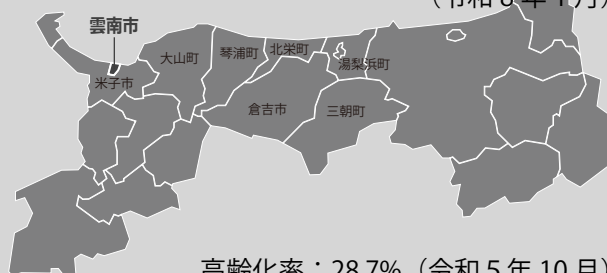 （令和6年1月）
雲南市
大山町
琴浦町
北栄町
湯梨浜町
米子市
倉吉市
三朝町
高齢化率：28.7%（令和5年10月）